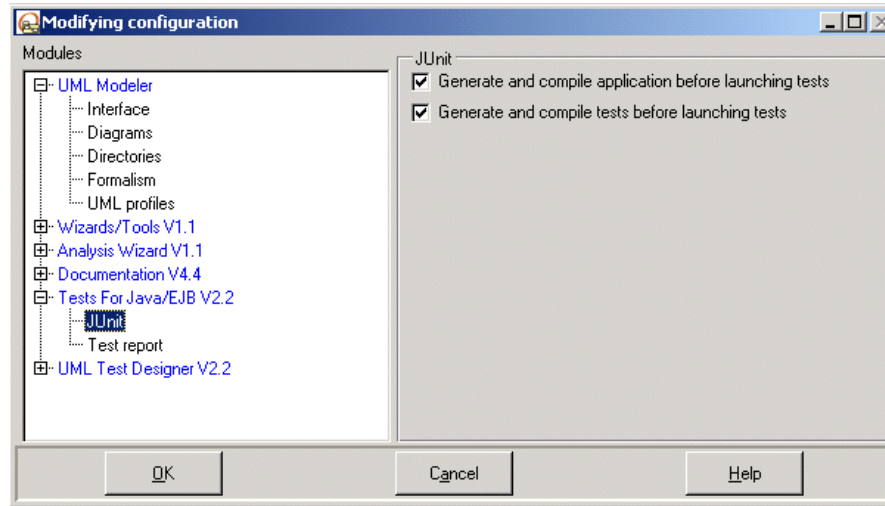 Modifying configuration
Modules
UML Modeler
Interface
Diagrams
Directories
Formalism
UML profiles
Wizards/Tools V1.1
Analysis Wizard V1.1
Documentation V4.4
Tests For Java/EJB V2.2
JUnit
Test report
UML Test Designer V2.2
JUnit
Generate and compile application before launching tests
Generate and compile tests before launching tests
OK
Cancel
Help